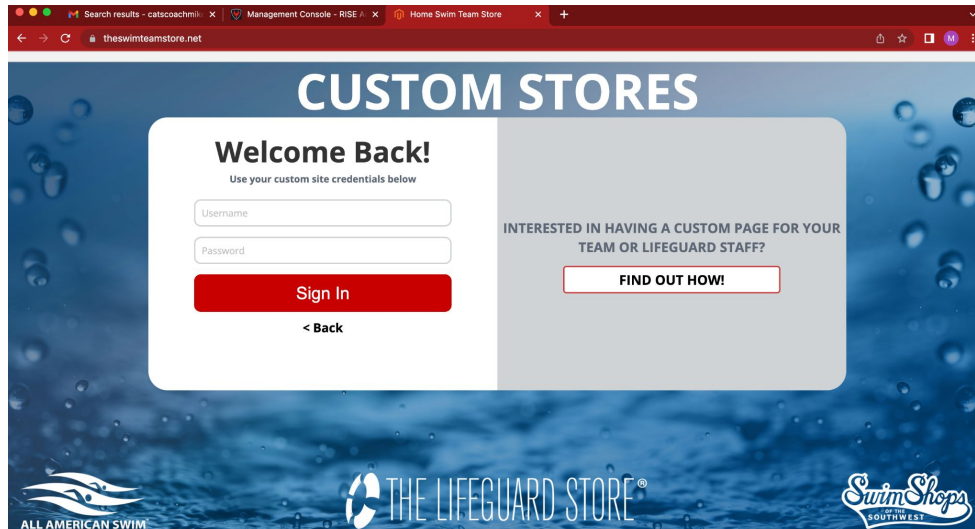 Search results - catscoachmik
Management Console - RISE A
Home Swim Team Store
theswimteamstore.net
M
CUSTOM STORES
Welcome Back!
Use your custom site credentials below
Username
Password
Sign In
< Back
INTERESTED IN HAVING A CUSTOM PAGE FOR YOUR
TEAM OR LIFEGUARD STAFF?
FIND OUT HOW!
ALL AMERICAN SWIM
THE LIFEGUARD STORE®
SwimShops
OF THE
SOUTHWEST